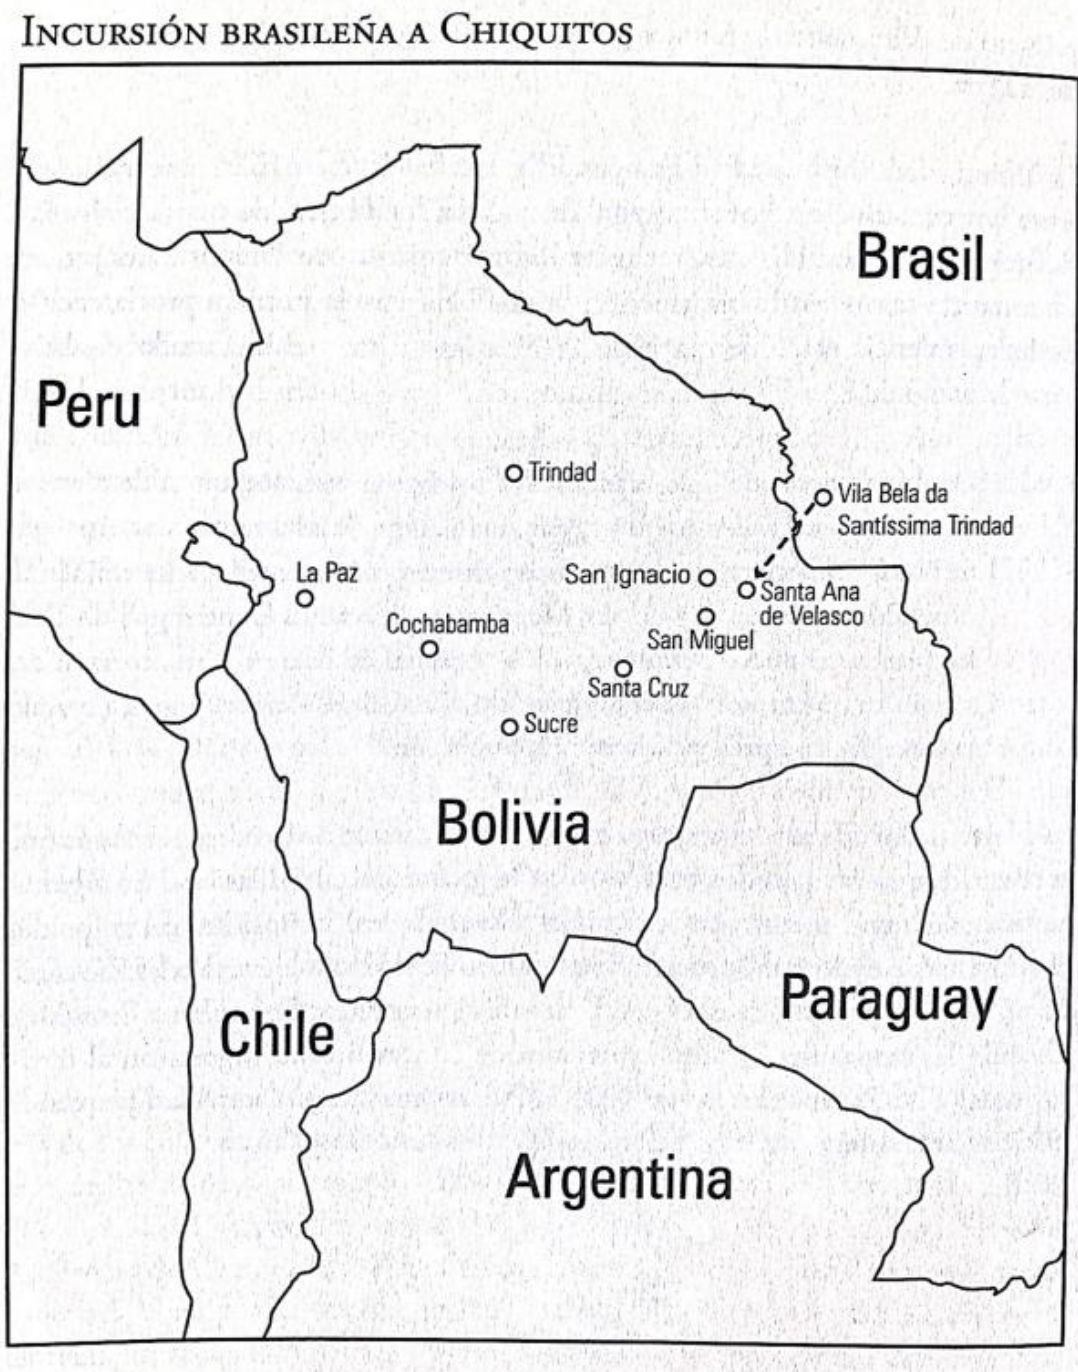 INCURSIÓN BRASILEÑA A CHIQUITOS
Brasil
Peru
Trindad
Vila Bela da
Santíssima Trindad
La Paz
San Ignacio
Santa Ana
de Velasco
Cochabamba
San Miguel
Santa Cruz
Sucre
Bolivia
Paraguay
Chile
Argentina